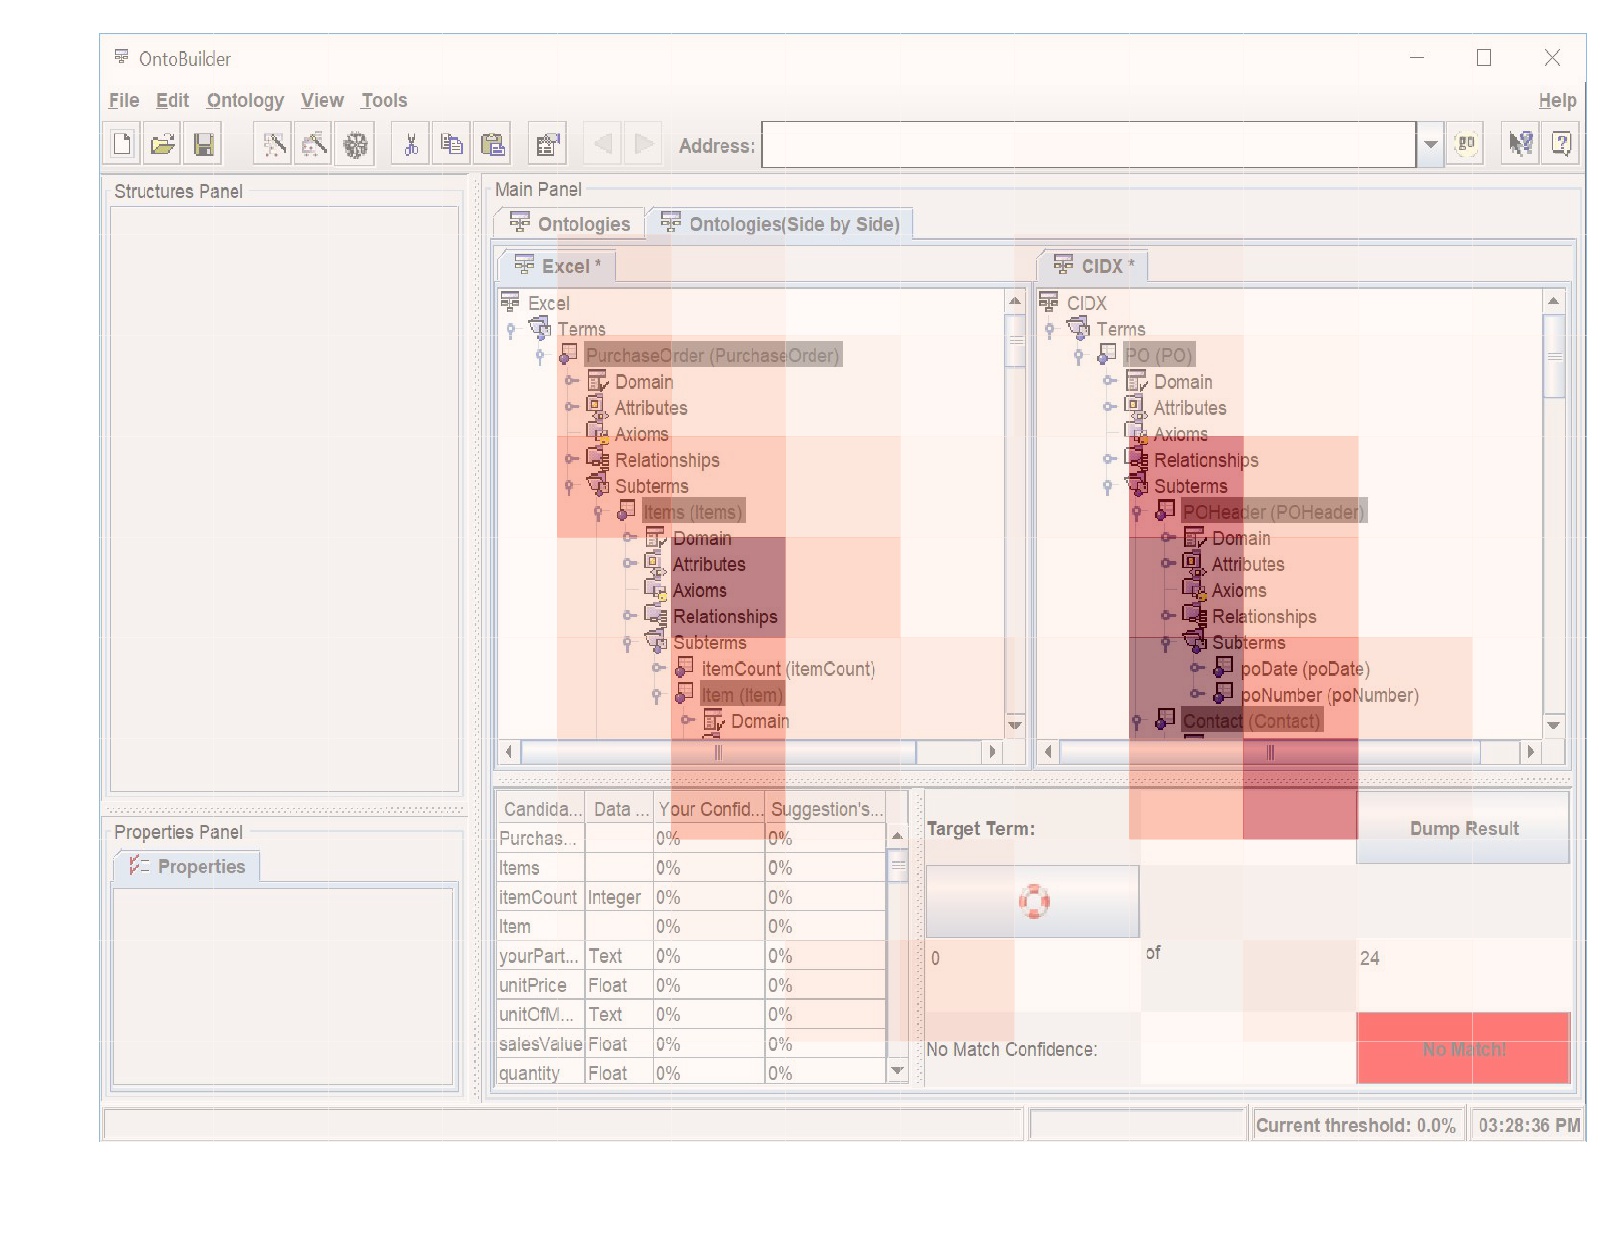 OntoBuilder
File Edit Ontology View Tools Help
Address: go
Structures Panel
Main Panel
Ontologies Ontologies(Side by Side)
Excel *
Excel
Terms
PurchaseOrder (PurchaseOrder)
Domain
Attributes
Axioms
Relationships
Subterms
Items (Items)
Domain
Attributes
Axioms
Relationships
Subterms
itemCount (itemCount)
Item (Item)
Domain
CIDX *
CIDX
Terms
PO (PO)
Domain
Attributes
Axioms
Relationships
Subterms
POHeader (POHeader)
Domain
Attributes
Axioms
Relationships
Subterms
poDate (poDate)
poNumber (poNumber)
Contact (Contact)
Properties Panel
Properties
Candida... Data ... Your Confid... Suggestion's...
Purchas... 0% 0%
Items 0% 0%
itemCount Integer 0% 0%
Item 0% 0%
yourPart... Text 0% 0%
unitPrice Float 0% 0%
unitOfM... Text 0% 0%
salesValue Float 0% 0%
quantity Float 0% 0%
Target Term: Dump Result
0 of 24
No Match Confidence: No Match!
Current threshold: 0.0% 03:28:36 PM